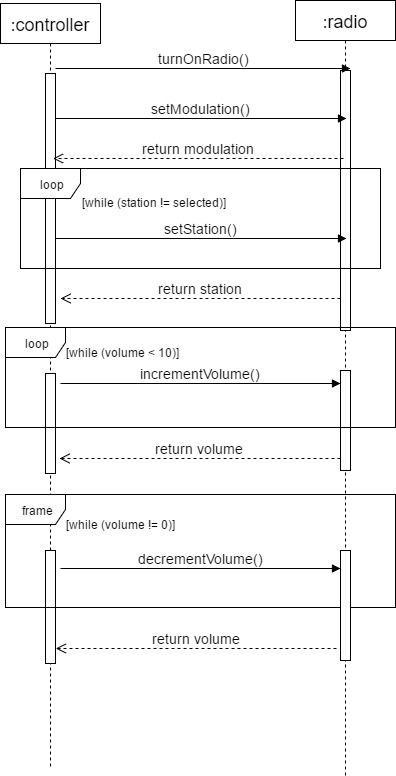 :controller
:radio
turnOnRadio()
setModulation()
return modulation
loop
[while (station != selected)]
setStation()
return station
loop
[while (volume < 10)]
incrementVolume()
return volume
frame
[while (volume != 0)]
decrementVolume()
return volume